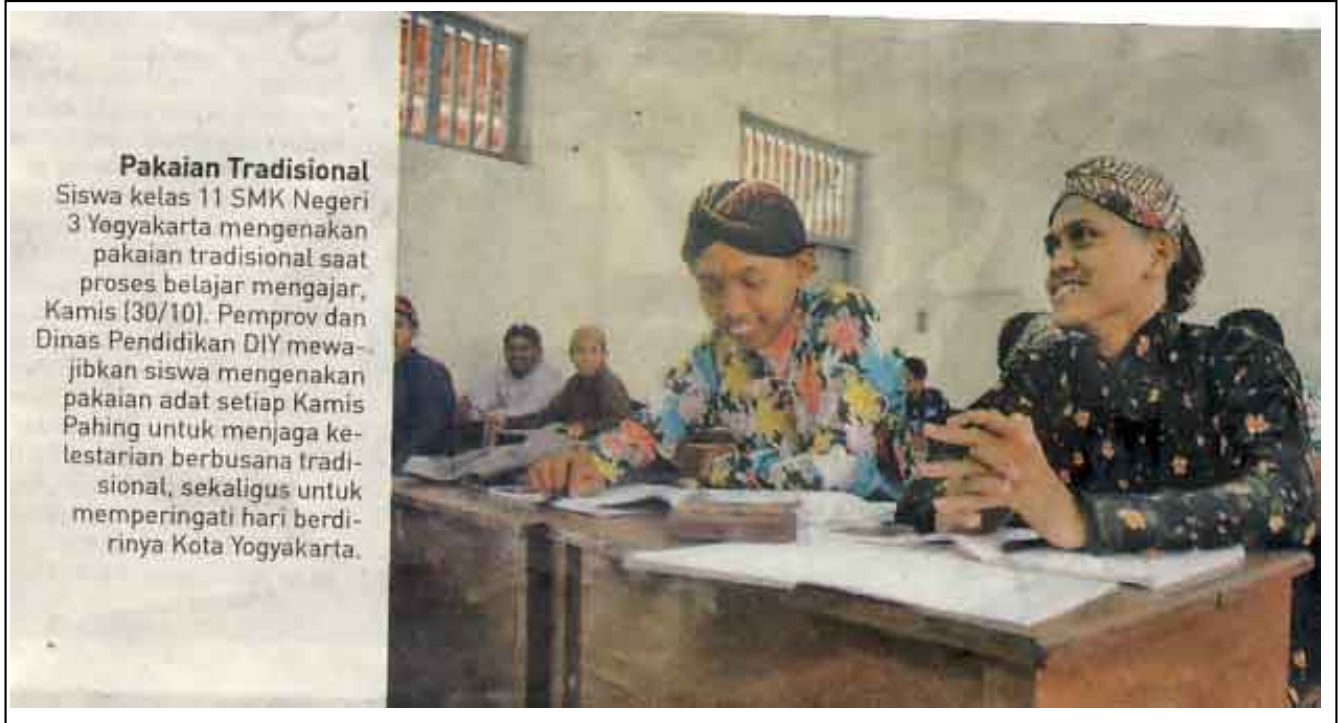 Pakaian Tradisional
Siswa kelas 11 SMK Negeri
3 Yogyakarta mengenakan
pakaian tradisional saat
proses belajar mengajar,
Kamis (30/10). Pemprov dan
Dinas Pendidikan DIY mewa-
jibkan siswa mengenakan
pakaian adat setiap Kamis
Pahing untuk menjaga ke-
lestarian berbusana tradi-
sional, sekaligus untuk
memperingati hari berdi-
rinya Kota Yogyakarta.